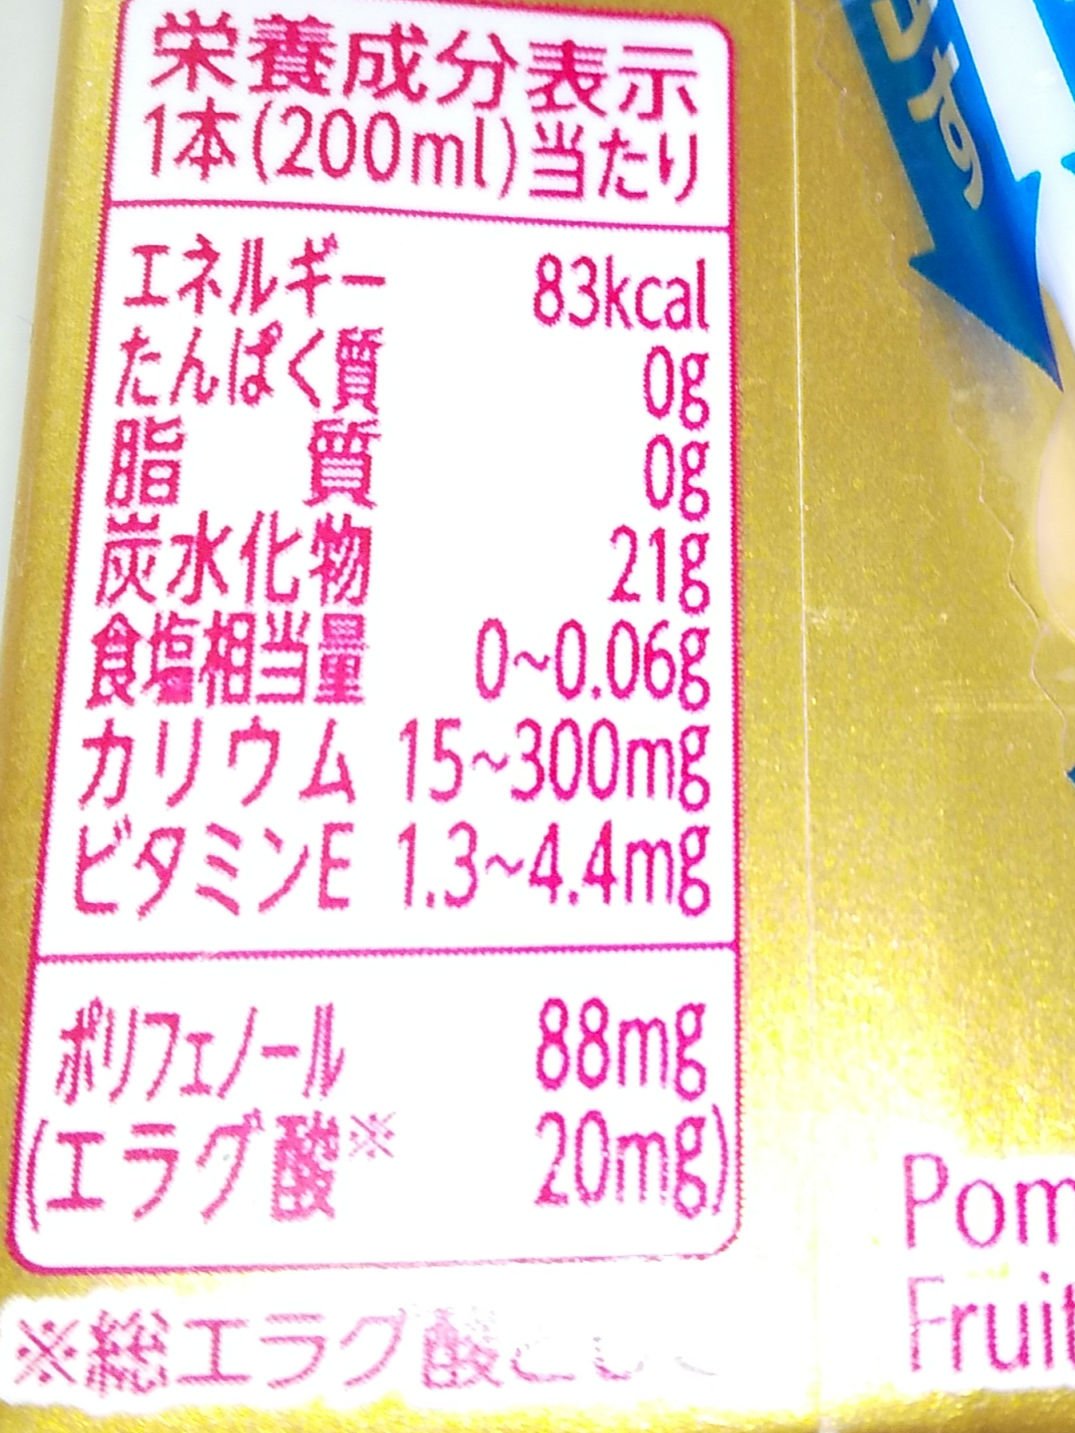 栄養成分表示
1本(200ml)当たり
エネルギー 83kcal
たんぱく質 0g
脂質 0g
炭水化物 21g
食塩相当量 0~0.06g
カリウム 15~300mg
ビタミンE 1.3~4.4mg
ポリフェノール 88mg
(エラグ酸※ 20mg)
※総エラグ酸として
Pom
Fruit